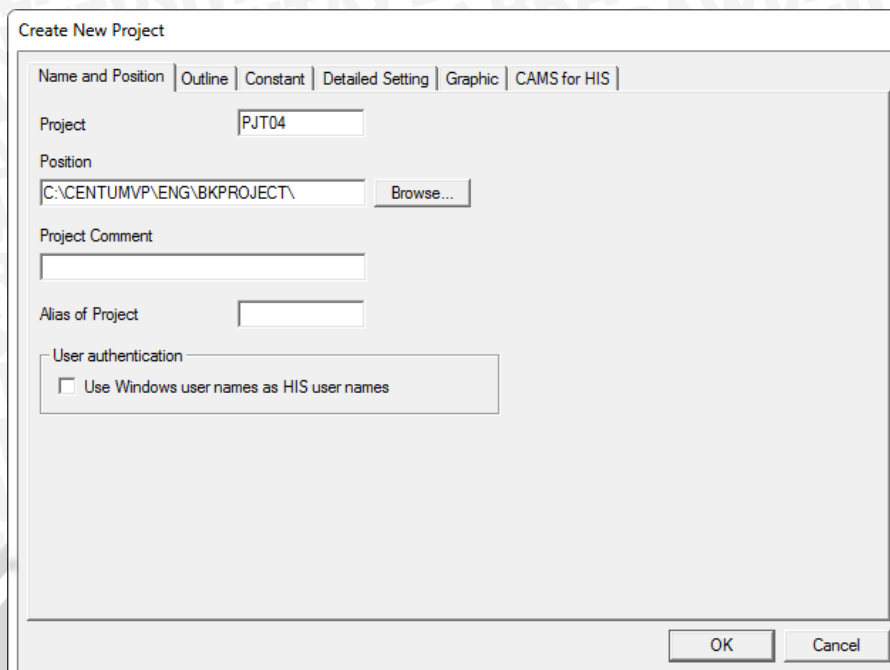 Create New Project
Name and Position Outline Constant Detailed Setting Graphic CAMS for HIS
Project PJT04
Position
C:\CENTUMVP\ENG\BKPROJECT\ Browse...
Project Comment
Alias of Project
User authentication
Use Windows user names as HIS user names
OK Cancel